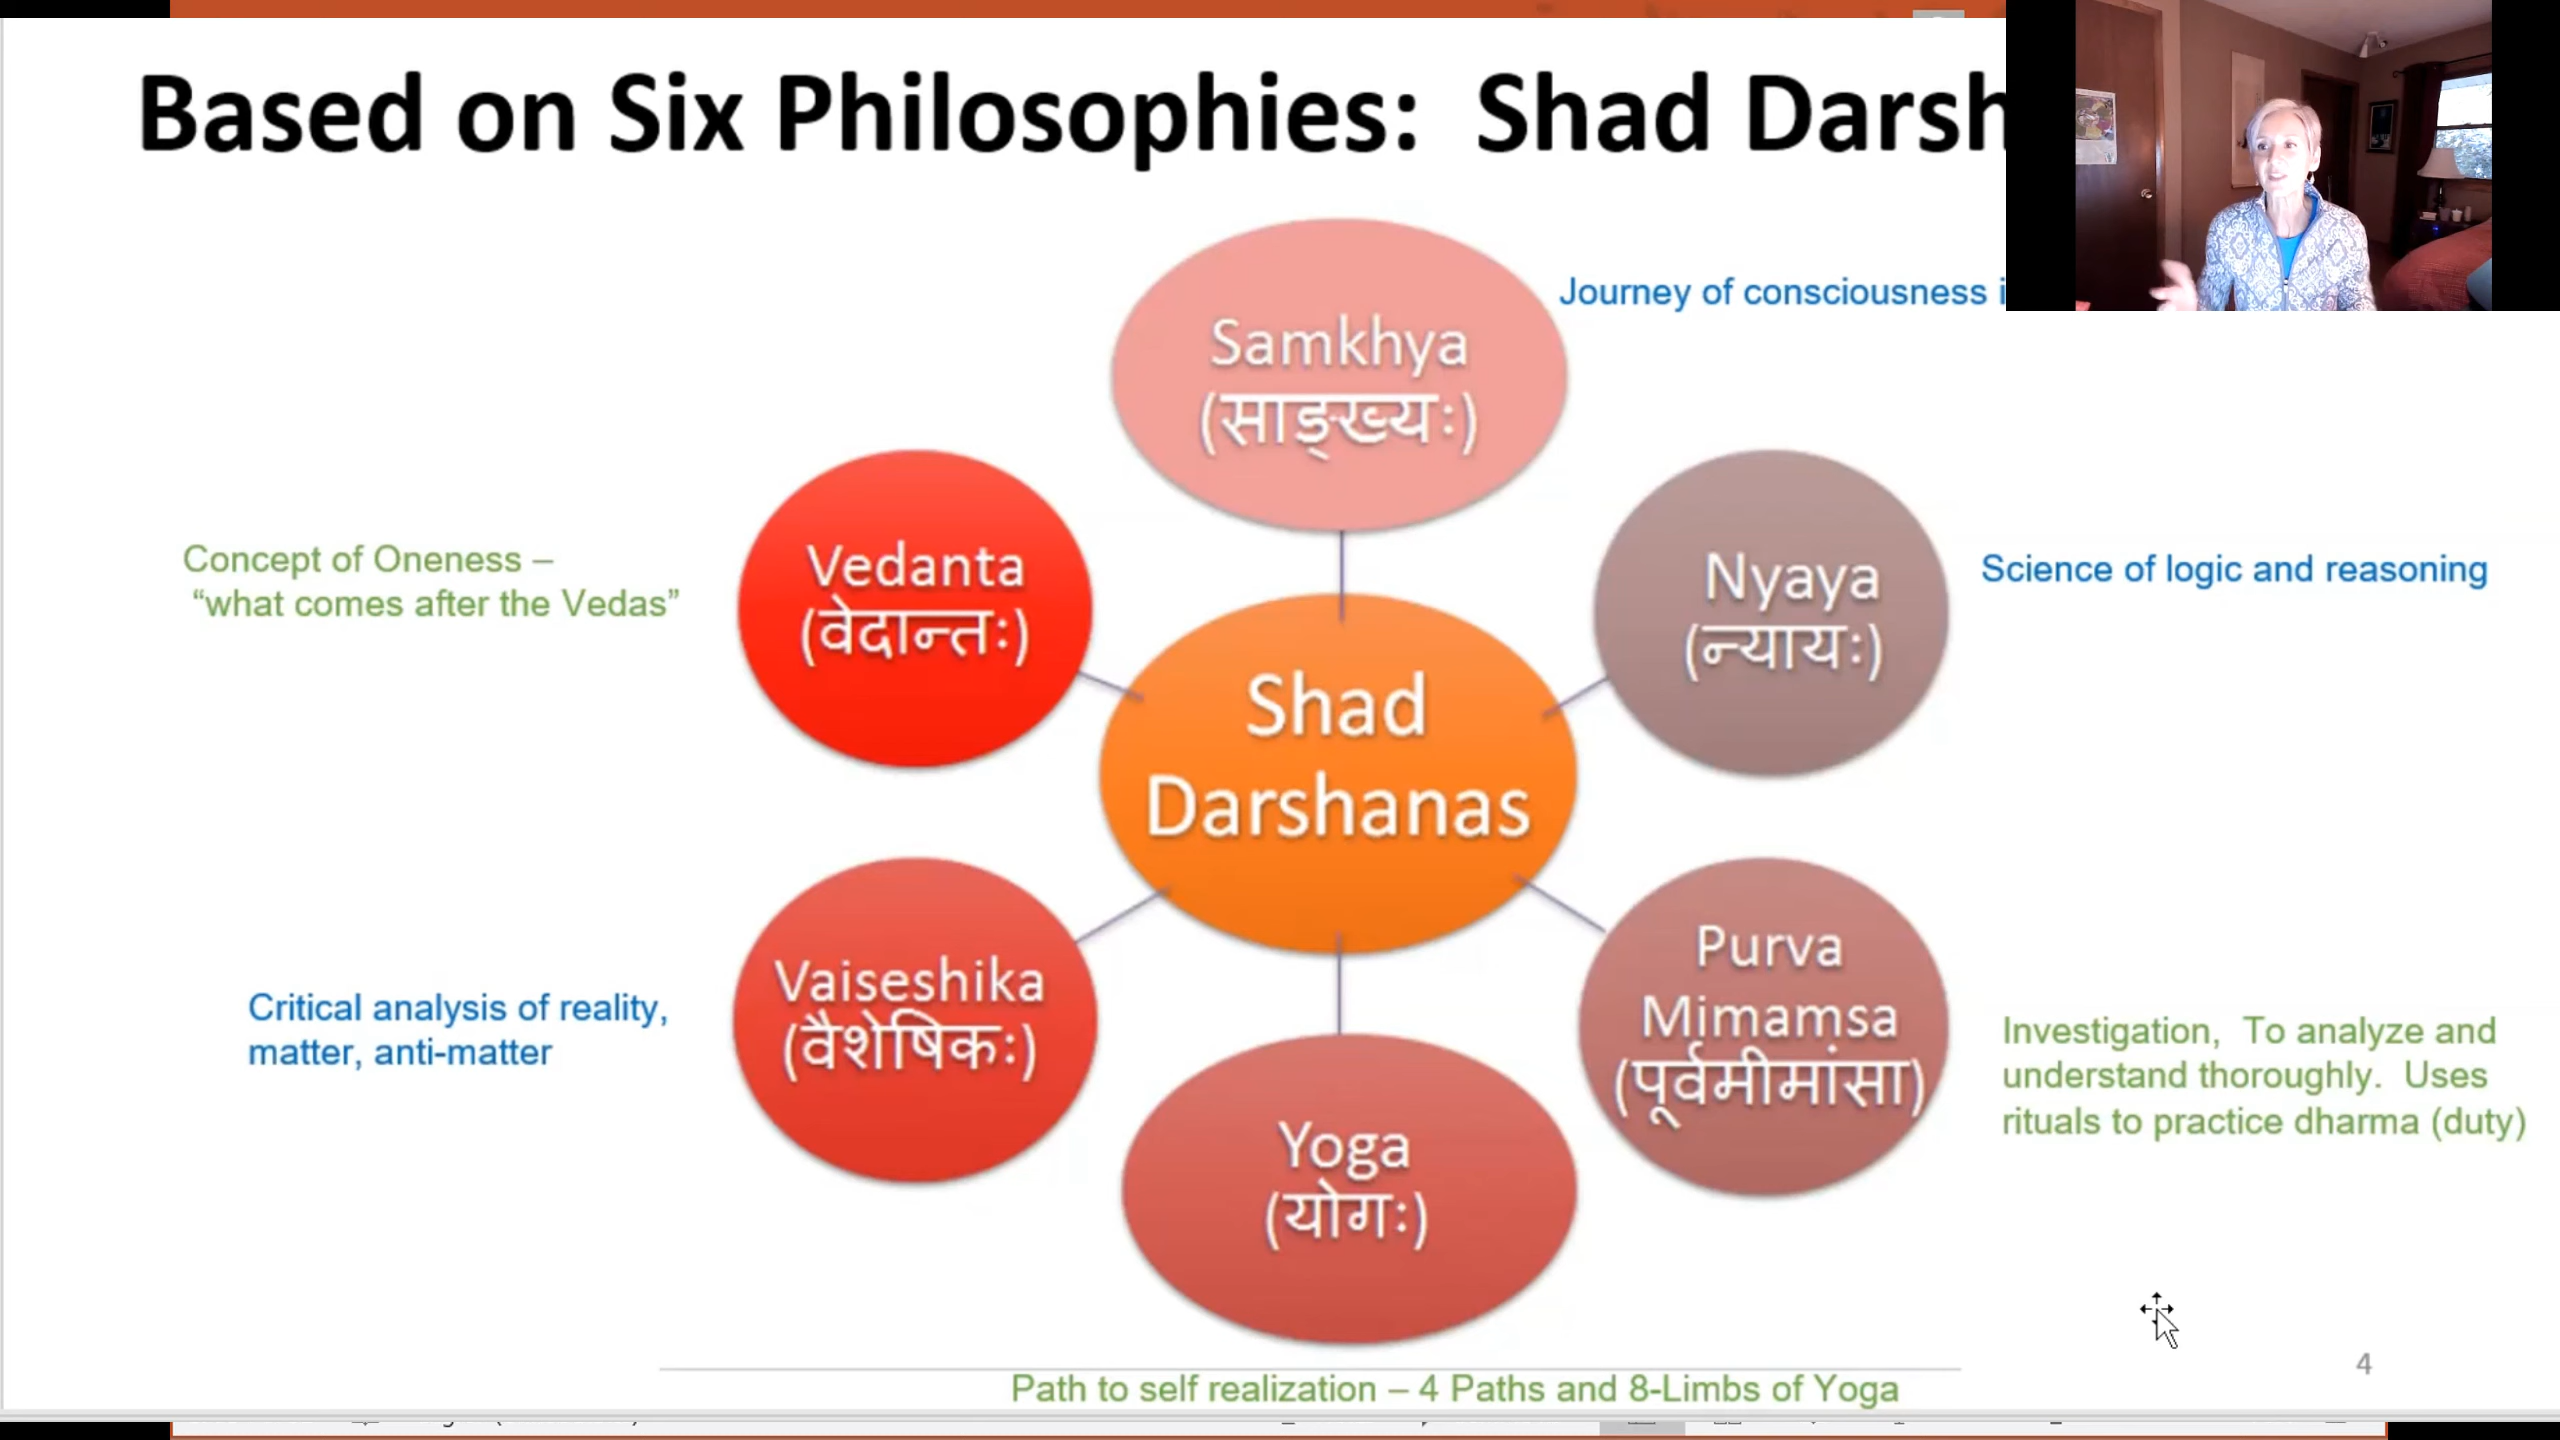 Based on Six Philosophies: Shad Darsh
Samkhya
(साङ्ख्यः)
Journey of consciousness i
Vedanta
(वेदान्तः)
Concept of Oneness –
“what comes after the Vedas”
Nyaya
(न्यायः)
Science of logic and reasoning
Shad
Darshanas
Vaiseshika
(वैशेषिकः)
Critical analysis of reality,
matter, anti-matter
Purva
Mimamsa
(पूर्वमीमांसा)
Investigation, To analyze and
understand thoroughly. Uses
rituals to practice dharma (duty)
Yoga
(योगः)
4
Path to self realization – 4 Paths and 8-Limbs of Yoga